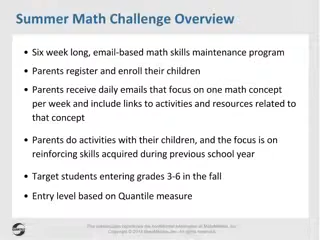 Summer Math Challenge Overview
• Six week long, email-based math skills maintenance program
• Parents register and enroll their children
• Parents receive daily emails that focus on one math concept
per week and include links to activities and resources related to
that concept
• Parents do activities with their children, and the focus is on
reinforcing skills acquired during previous school year
• Target students entering grades 3-6 in the fall
• Entry level based on Quantile measure